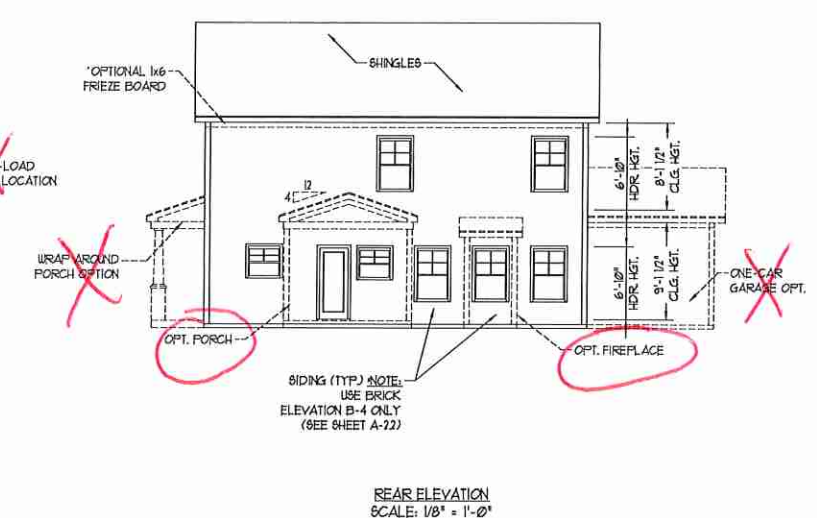 SHINGLES
*OPTIONAL 1x6
FRIEZE BOARD
-LOAD
LOCATION
12
4
6'-10"
HDR. HGT.
8'-1 1/2"
CLG. HGT.
WRAP AROUND
PORCH OPTION
6'-10"
HDR. HGT.
9'-1 1/2"
CLG. HGT.
ONE-CAR
GARAGE OPT.
OPT. PORCH
OPT. FIREPLACE
SIDING (TYP.) NOTE:
USE BRICK
ELEVATION B-4 ONLY
(SEE SHEET A-2.2)
REAR ELEVATION
SCALE: 1/8" = 1'-0"